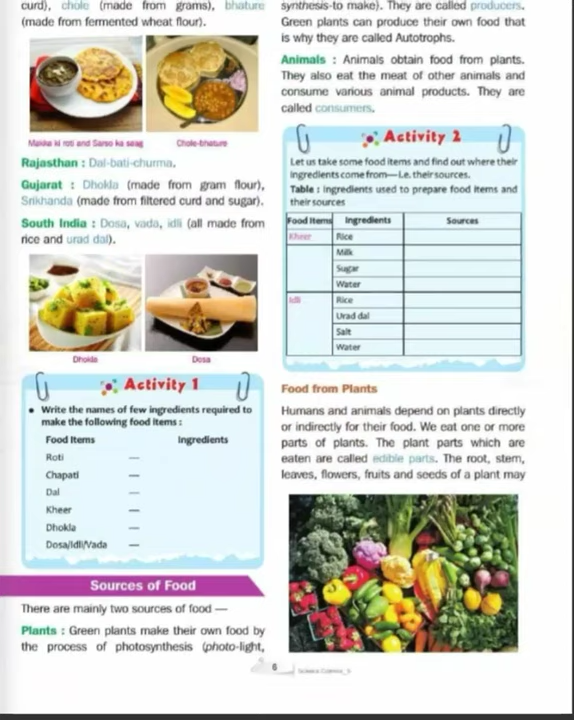 curd), chole (made from grams), bhature
(made from fermented wheat flour).
Makke ki roti and Sarso ka saag
Chole-bhature
Rajasthan : Dal-bati-churma.
Gujarat : Dhokla (made from gram flour),
Srikhanda (made from filtered curd and sugar).
South India : Dosa, vada, idli (all made from
rice and urad dal).
Dhokla
Dosa
Activity 1
• Write the names of few ingredients required to
make the following food items :
Food Items Ingredients
Roti —
Chapati —
Dal —
Kheer —
Dhokla —
Dosa/Idli/Vada —
Sources of Food
There are mainly two sources of food —
Plants : Green plants make their own food by
the process of photosynthesis (photo-light,
synthesis-to make). They are called producers.
Green plants can produce their own food that
is why they are called Autotrophs.
Animals : Animals obtain food from plants.
They also eat the meat of other animals and
consume various animal products. They are
called consumers.
Activity 2
Let us take some food items and find out where their
ingredients come from—i.e. their sources.
Table : Ingredients used to prepare food items and
their sources
Food Items Ingredients Sources
Kheer Rice
Milk
Sugar
Water
Idli Rice
Urad dal
Salt
Water
Food from Plants
Humans and animals depend on plants directly
or indirectly for their food. We eat one or more
parts of plants. The plant parts which are
eaten are called edible parts. The root, stem,
leaves, flowers, fruits and seeds of a plant may
6